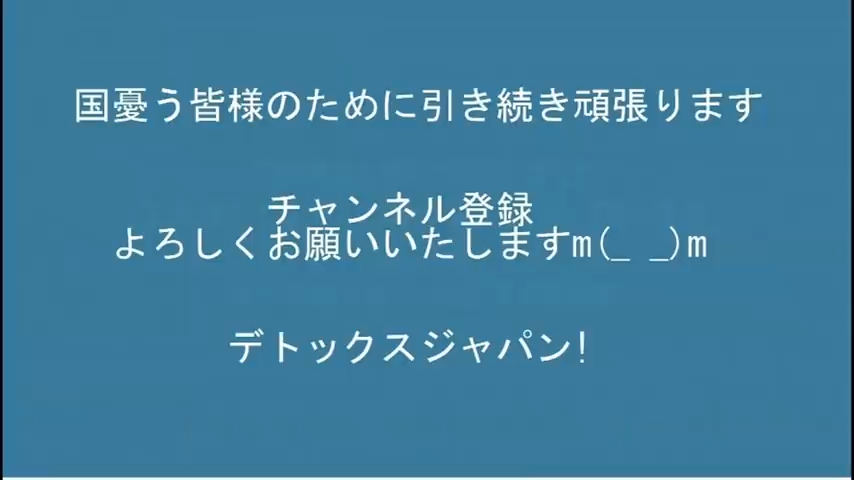 国憂う皆様のために引き続き頑張ります
チャンネル登録
よろしくお願いいたしますm(_ _)m
デトックスジャパン!